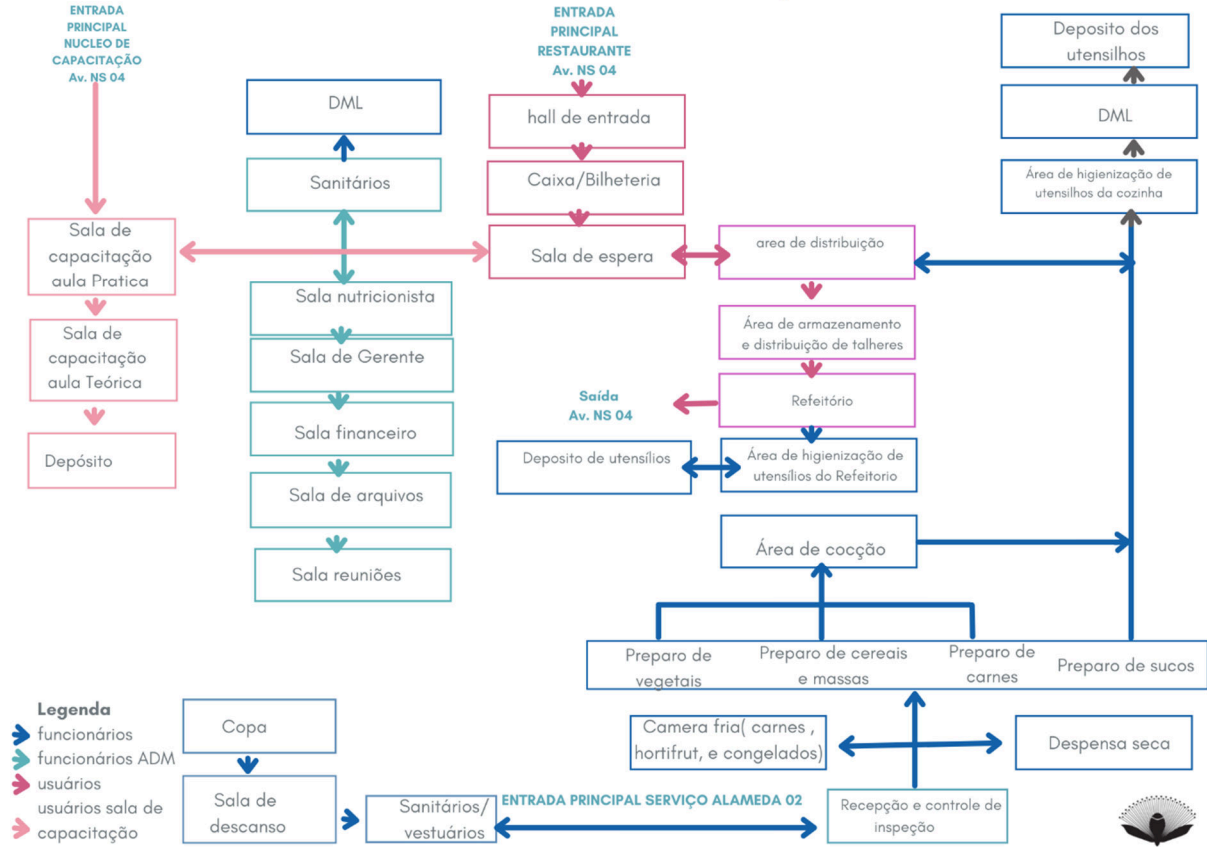 ENTRADA
PRINCIPAL
NUCLEO DE
CAPACITAÇÃO
Av. NS 04
Sala de
capacitação
aula Pratica
Sala de
capacitação
aula Teórica
Depósito
DML
Sanitários
Sala nutricionista
Sala de Gerente
Sala financeiro
Sala de arquivos
Sala reuniões
ENTRADA
PRINCIPAL
RESTAURANTE
Av. NS 04
hall de entrada
Caixa/Bilheteria
Sala de espera
area de distribuição
Área de armazenamento
e distribuição de talheres
Refeitório
Saída
Av. NS 04
Área de higienização de
utensílios do Refeitorio
Deposito de utensílios
Deposito dos
utensilhos
DML
Área de higienização de
utensilhos da cozinha
Área de cocção
Preparo de
vegetais
Preparo de cereais
e massas
Preparo de
carnes
Preparo de sucos
Camera fria( carnes ,
hortifrut, e congelados)
Despensa seca
Recepção e controle de
inspeção
ENTRADA PRINCIPAL SERVIÇO ALAMEDA 02
Sanitários/
vestuários
Copa
Sala de
descanso
Legenda
funcionários
funcionários ADM
usuários
usuários sala de
capacitação